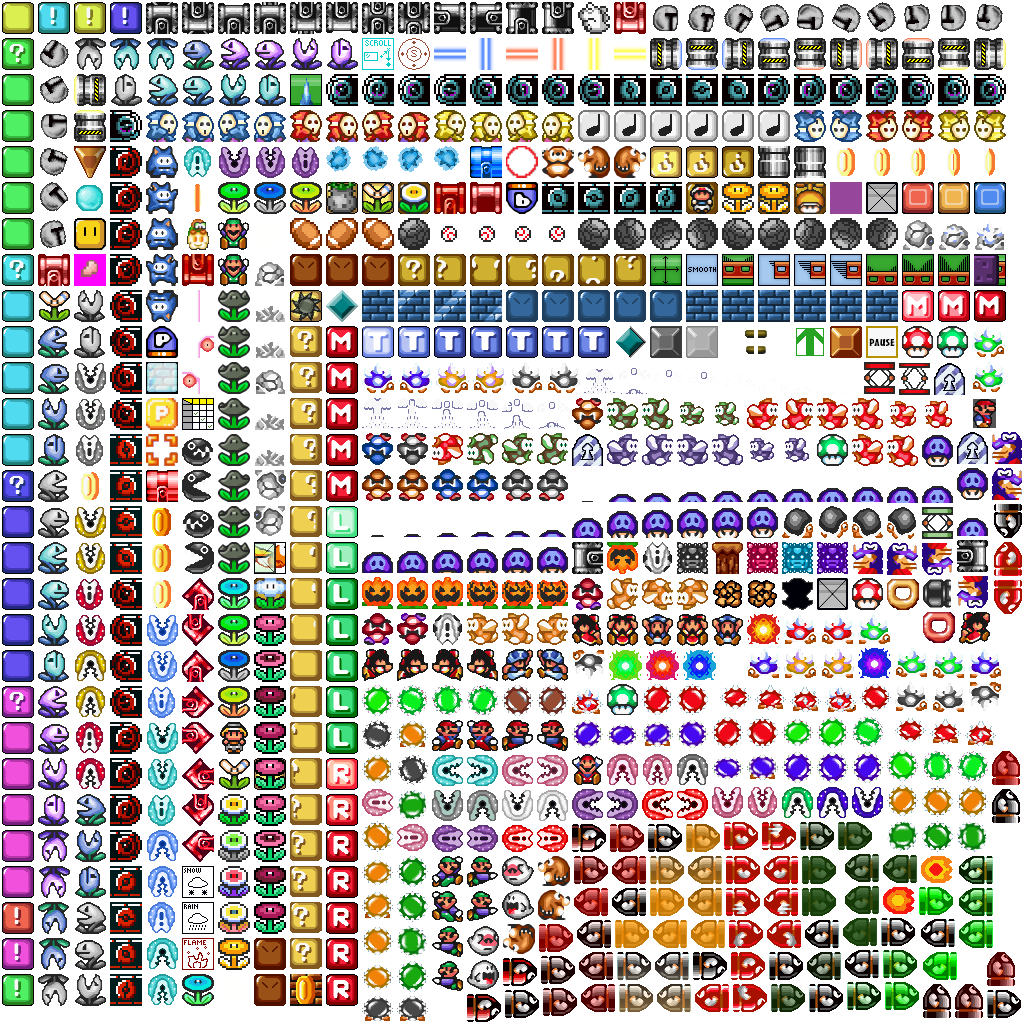 ! ! !
?
SCROLL
? ? ? ? ? ? ? ?
SMOOTH
M M M
? M T T T T T T T PAUSE
P
? M
P ? M
M
? ? M
L
L
L
L
L
? L
L
R
? R
? R
SNOW
? R
! RAIN ? R
! FLAME R
! R